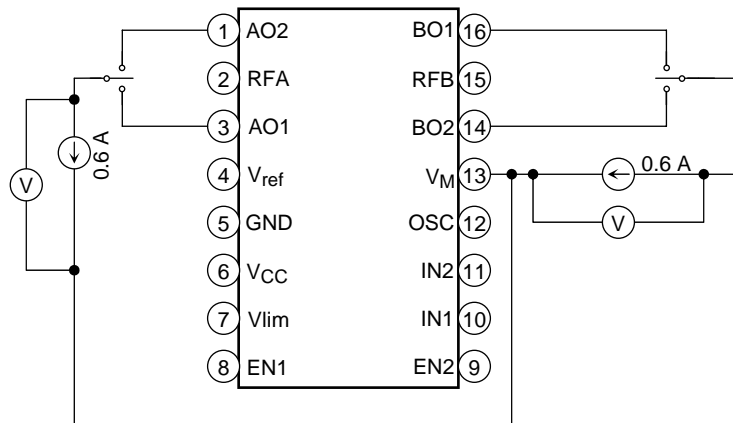 1 AO2 BO1 16
2 RFA RFB 15
3 AO1 BO2 14
0.6 A
V
4 Vref VM 13 0.6 A
5 GND OSC 12 V
6 VCC IN2 11
7 Vlim IN1 10
8 EN1 EN2 9